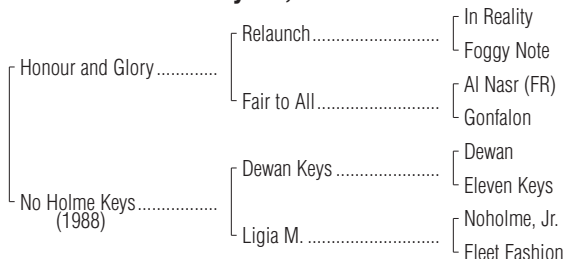 In Reality
Relaunch
Foggy Note
Honour and Glory
Al Nasr (FR)
Fair to All
Gonfalon
Dewan
Dewan Keys
Eleven Keys
No Holme Keys
(1988)
Noholme, Jr.
Ligia M.
Fleet Fashion